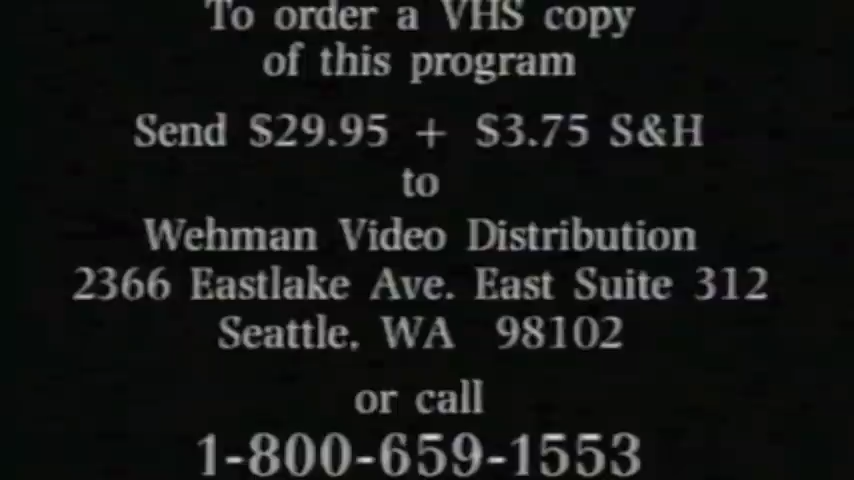 To order a VHS copy
of this program
Send $29.95 + $3.75 S&H
to
Wehman Video Distribution
2366 Eastlake Ave. East Suite 312
Seattle, WA 98102
or call
1-800-659-1553